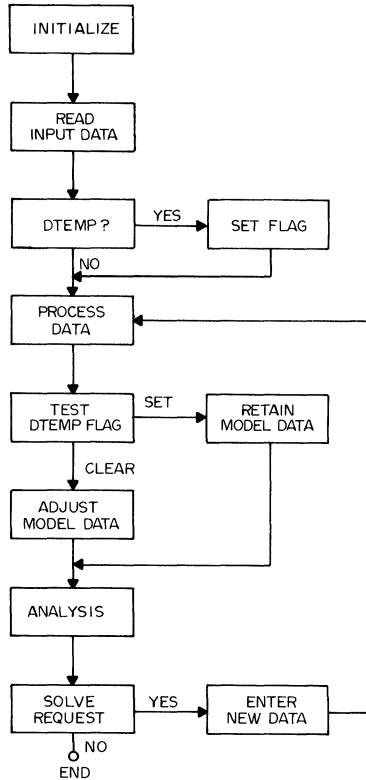 INITIALIZE
READ
INPUT DATA
DTEMP?
YES
SET FLAG
NO
PROCESS
DATA
TEST
DTEMP FLAG
SET
RETAIN
MODEL DATA
CLEAR
ADJUST
MODEL DATA
ANALYSIS
SOLVE
REQUEST
YES
ENTER
NEW DATA
NO
END